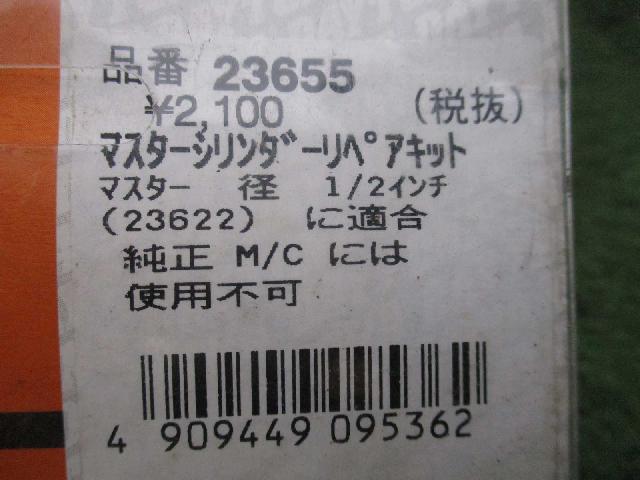 品番 23655
¥2,100 (税抜)
ﾏｽﾀｰｼﾘﾝﾀﾞｰﾘﾍﾟｱｷｯﾄ
ﾏｽﾀｰ 径 1/2ｲﾝﾁ
(23622) に適合
純正 M/C には
使用不可
4 909449 095362